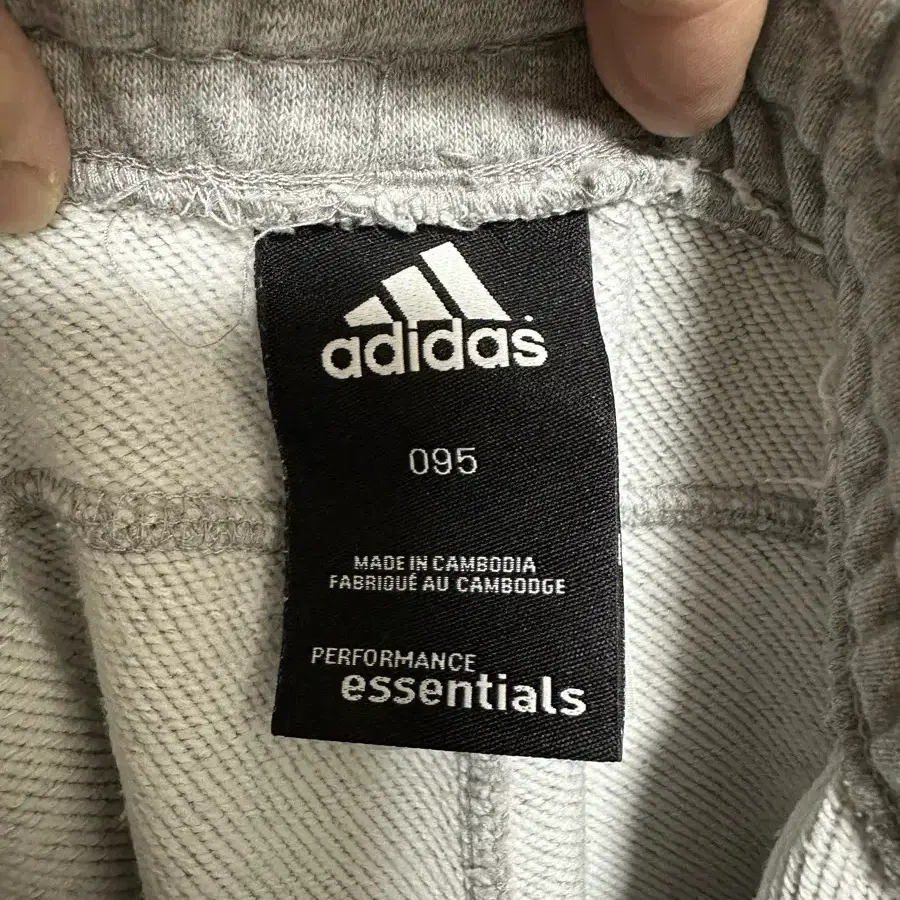 adidas
095
MADE IN CAMBODIA
FABRIQUÉ AU CAMBODGE
PERFORMANCE
essentials